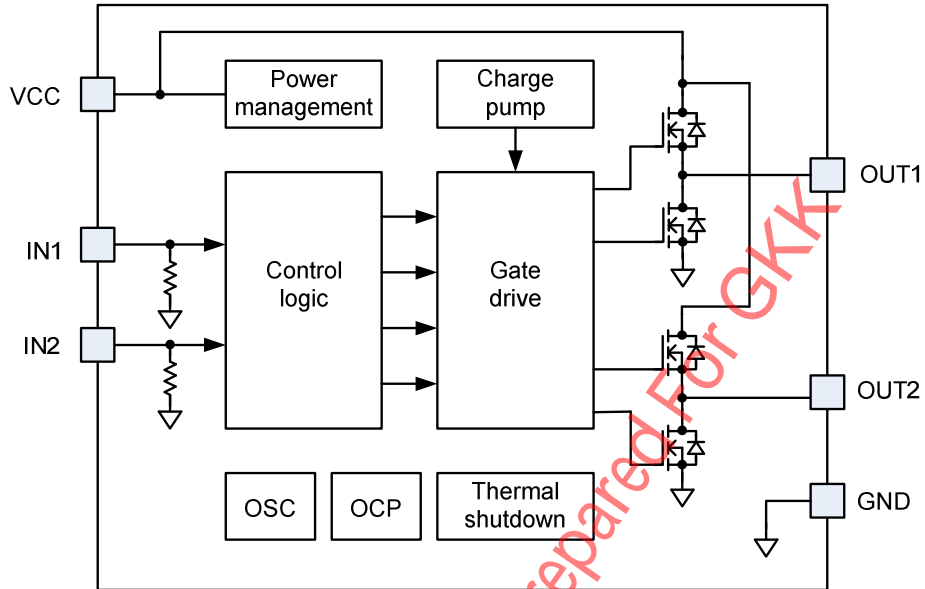 VCC
Power
management
Charge
pump
OUT1
IN1
Control
logic
Gate
drive
IN2
OUT2
OSC
OCP
Thermal
shutdown
GND
For GKK